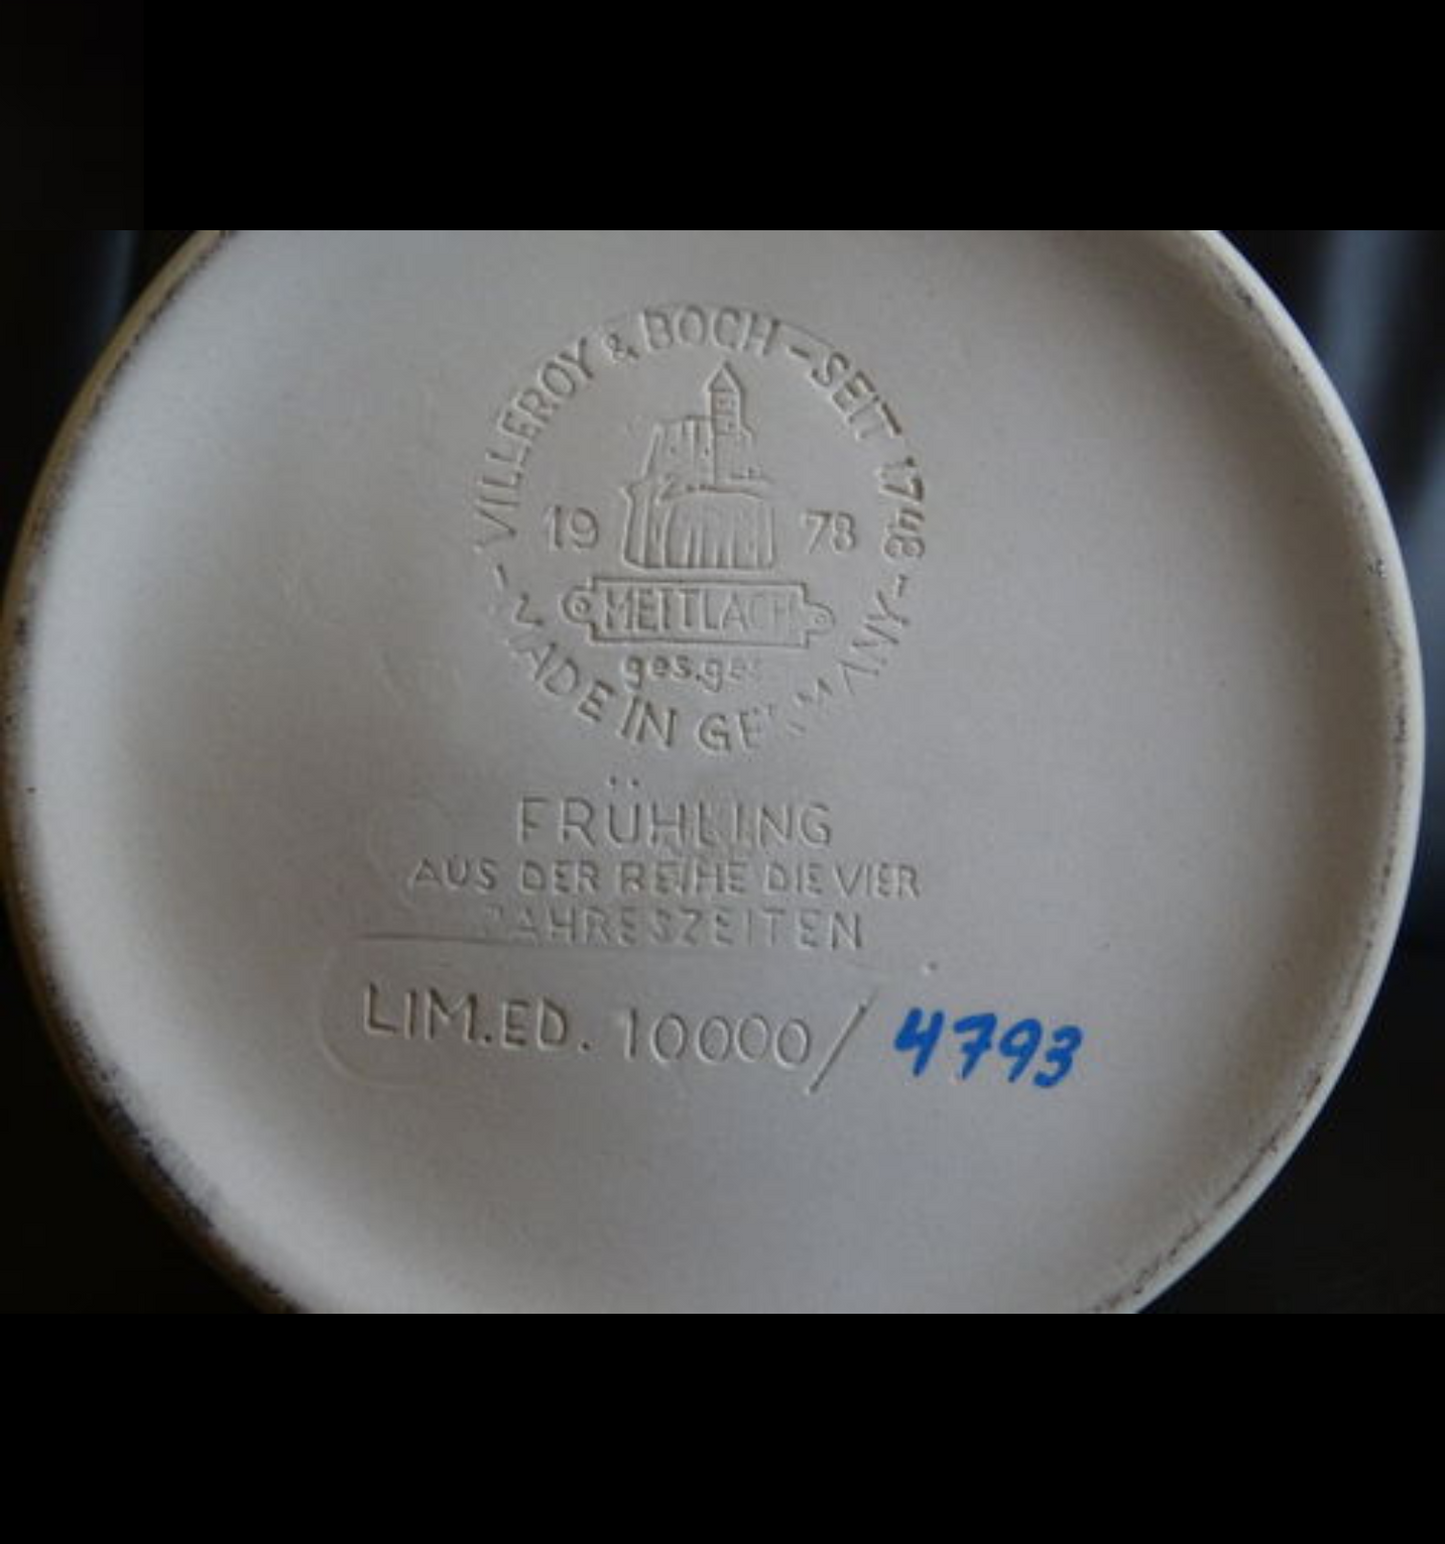 VILLEROY & BOCH - SEIT 1748 -
19 78
METTLACH
ges.ges
- MADE IN GERMANY
FRÜHLING
AUS DER REIHE DIE VIER
JAHRESZEITEN
LIM.ED. 10000/ 4793